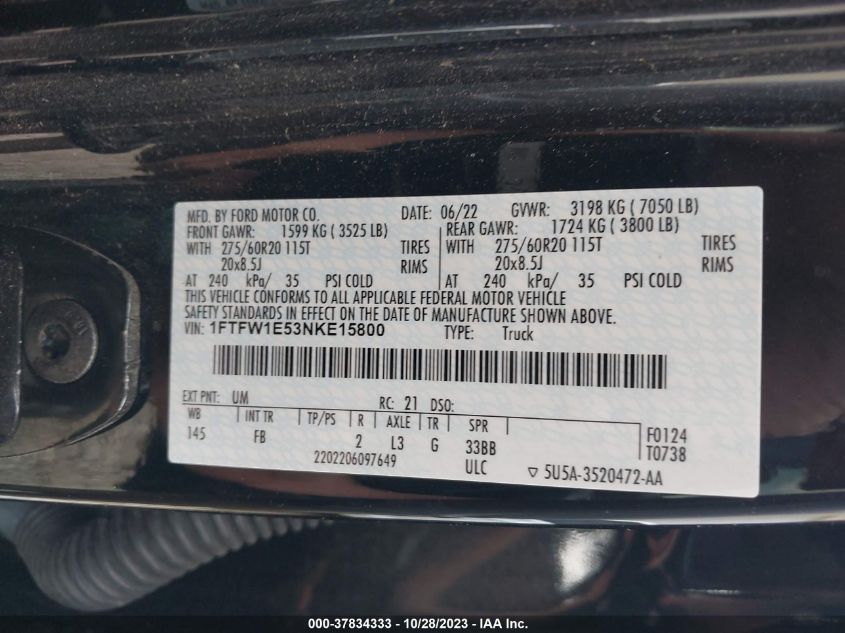 MFD. BY FORD MOTOR CO. DATE: 06/22 GVWR: 3198 KG ( 7050 LB)
FRONT GAWR: 1599 KG ( 3525 LB) REAR GAWR: 1724 KG ( 3800 LB)
WITH 275/60R20 115T TIRES WITH 275/60R20 115T TIRES
20x8.5J RIMS 20x8.5J RIMS
AT 240 kPa/ 35 PSI COLD AT 240 kPa/ 35 PSI COLD
THIS VEHICLE CONFORMS TO ALL APPLICABLE FEDERAL MOTOR VEHICLE
SAFETY STANDARDS IN EFFECT ON THE DATE OF MANUFACTURE SHOWN ABOVE.
VIN: 1FTFW1E53NKE15800 TYPE: Truck
EXT PNT: UM RC: 21 DSO:
WB INT TR TP/PS R AXLE TR SPR
145 FB 2 L3 G 33BB
F0124
T0738
2202206097649 ULC ▽ 5U5A-3520472-AA
000-37834333 - 10/28/2023 - IAA Inc.